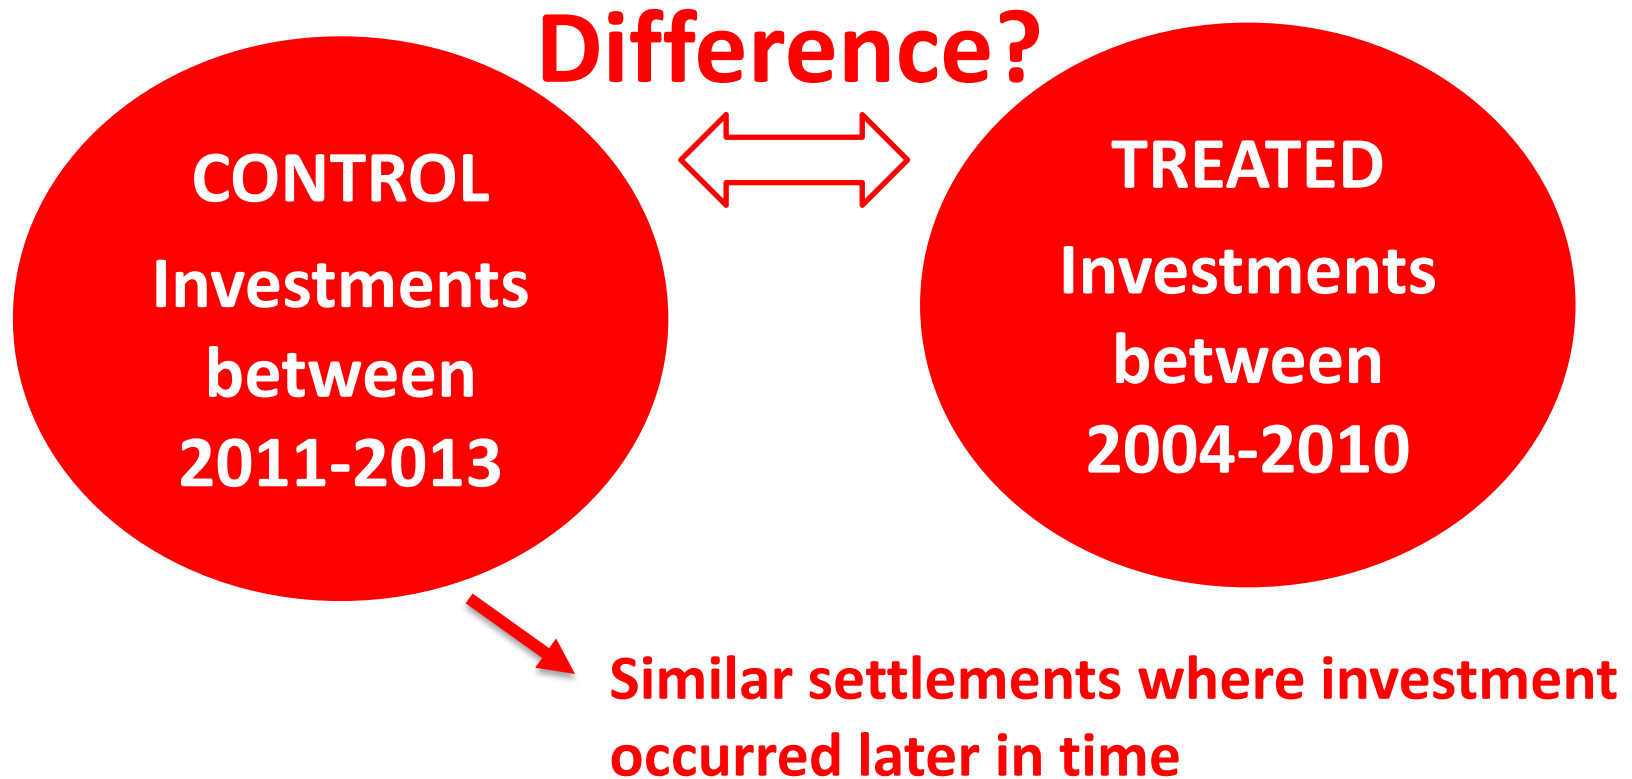 Difference?
CONTROL
Investments
between
2011-2013
TREATED
Investments
between
2004-2010
Similar settlements where investment
occurred later in time